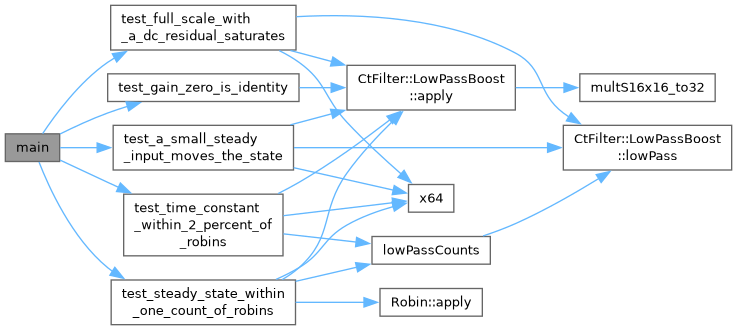 main
test_full_scale_with
_a_dc_residual_saturates
test_gain_zero_is_identity
test_a_small_steady
_input_moves_the_state
test_time_constant
_within_2_percent_of
_robins
test_steady_state_within
_one_count_of_robins
CtFilter::LowPassBoost
::apply
x64
lowPassCounts
Robin::apply
multS16x16_to32
CtFilter::LowPassBoost
::lowPass